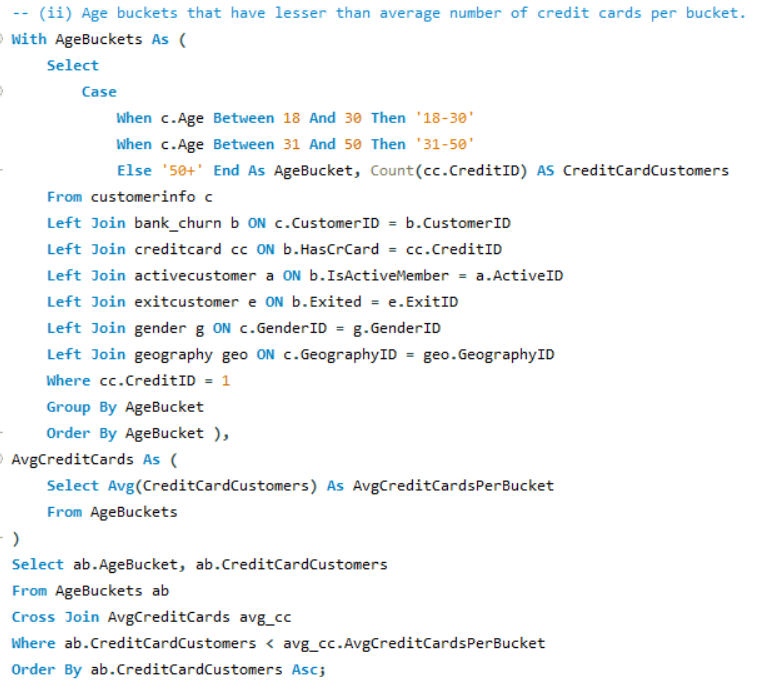 -- (ii) Age buckets that have lesser than average number of credit cards per bucket.
With AgeBuckets As (
    Select
        Case
            When c.Age Between 18 And 30 Then '18-30'
            When c.Age Between 31 And 50 Then '31-50'
            Else '50+' End As AgeBucket, Count(cc.CreditID) AS CreditCardCustomers
    From customerinfo c
    Left Join bank_churn b ON c.CustomerID = b.CustomerID
    Left Join creditcard cc ON b.HasCrCard = cc.CreditID
    Left Join activecustomer a ON b.IsActiveMember = a.ActiveID
    Left Join exitcustomer e ON b.Exited = e.ExitID
    Left Join gender g ON c.GenderID = g.GenderID
    Left Join geography geo ON c.GeographyID = geo.GeographyID
    Where cc.CreditID = 1
    Group By AgeBucket
    Order By AgeBucket ),
AvgCreditCards As (
    Select Avg(CreditCardCustomers) As AvgCreditCardsPerBucket
    From AgeBuckets
)
Select ab.AgeBucket, ab.CreditCardCustomers
From AgeBuckets ab
Cross Join AvgCreditCards avg_cc
Where ab.CreditCardCustomers < avg_cc.AvgCreditCardsPerBucket
Order By ab.CreditCardCustomers Asc;